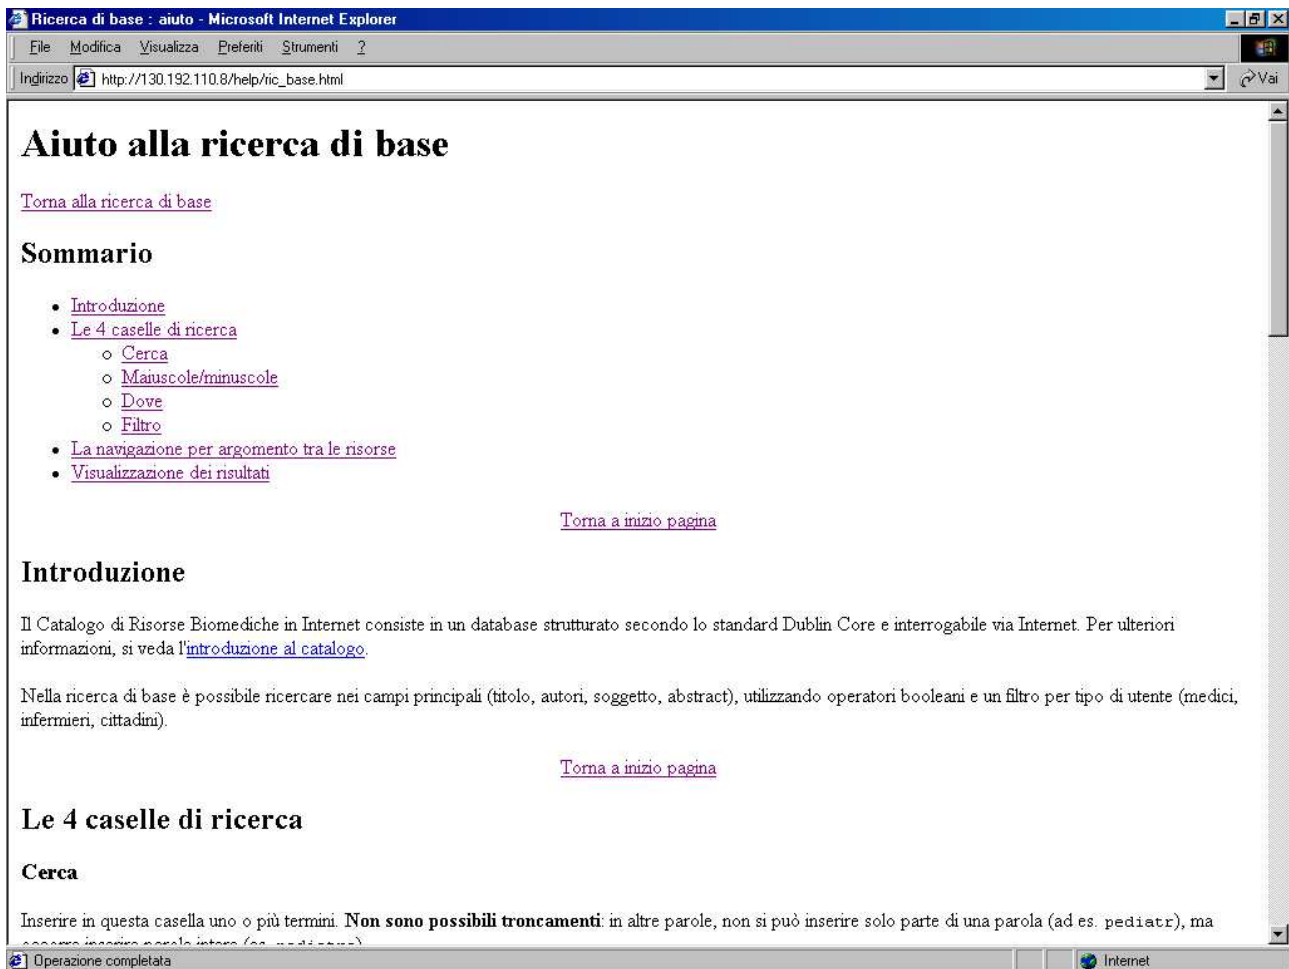 Ricerca di base : aiuto - Microsoft Internet Explorer
File Modifica Visualizza Preferiti Strumenti ?
Indirizzo http://130.192.110.8/help/ric_base.html Vai
Aiuto alla ricerca di base
Torna alla ricerca di base
Sommario
Introduzione
Le 4 caselle di ricerca
Cerca
Maiuscole/minuscole
Dove
Filtro
La navigazione per argomento tra le risorse
Visualizzazione dei risultati
Torna a inizio pagina
Introduzione
Il Catalogo di Risorse Biomediche in Internet consiste in un database strutturato secondo lo standard Dublin Core e interrogabile via Internet. Per ulteriori
informazioni, si veda l'introduzione al catalogo.
Nella ricerca di base è possibile ricercare nei campi principali (titolo, autori, soggetto, abstract), utilizzando operatori booleani e un filtro per tipo di utente (medici,
infermieri, cittadini).
Torna a inizio pagina
Le 4 caselle di ricerca
Cerca
Inserire in questa casella uno o più termini. Non sono possibili troncamenti: in altre parole, non si può inserire solo parte di una parola (ad es. pediatr), ma
Operazione completata Internet